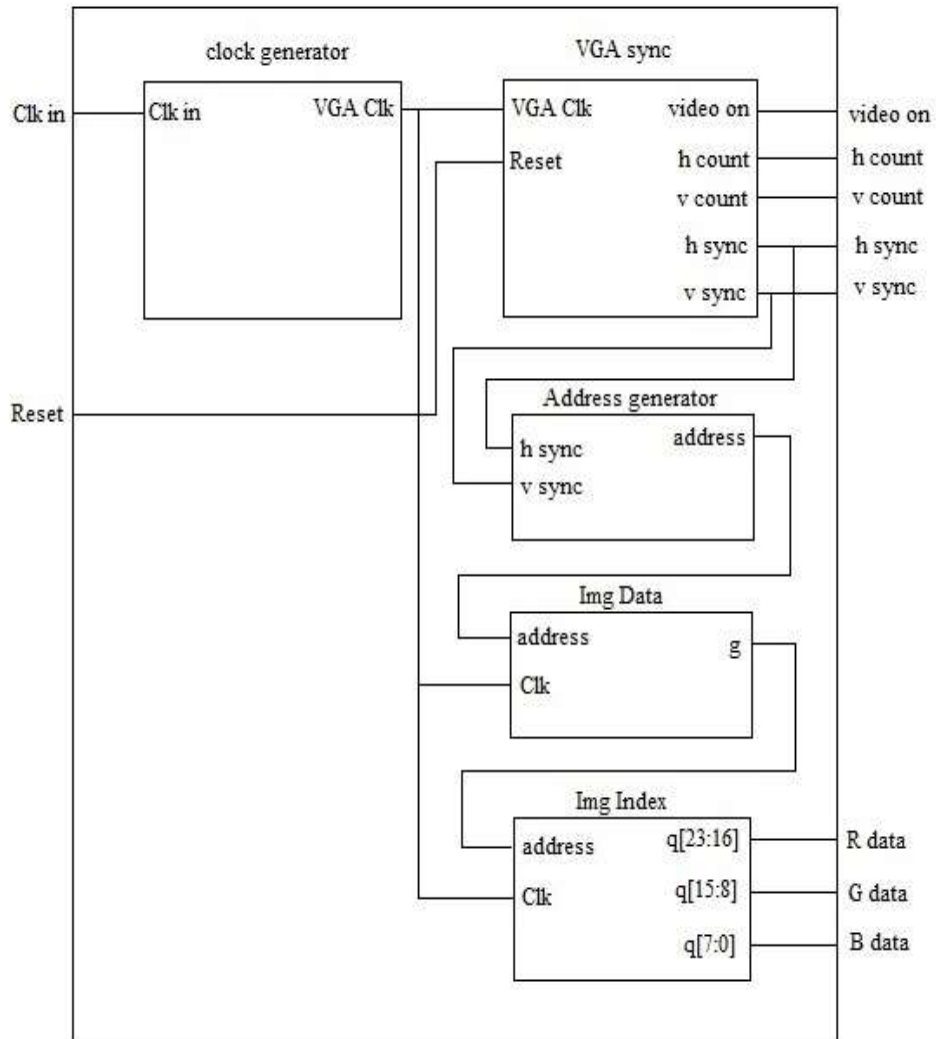 clock generator
VGA sync
Clk in
Clk in
VGA Clk
VGA Clk
video on
video on
Reset
h count
h count
v count
v count
h sync
h sync
v sync
v sync
Reset
Address generator
h sync
address
v sync
Img Data
address
g
Clk
Img Index
address
q[23:16]
R data
Clk
q[15:8]
G data
q[7:0]
B data